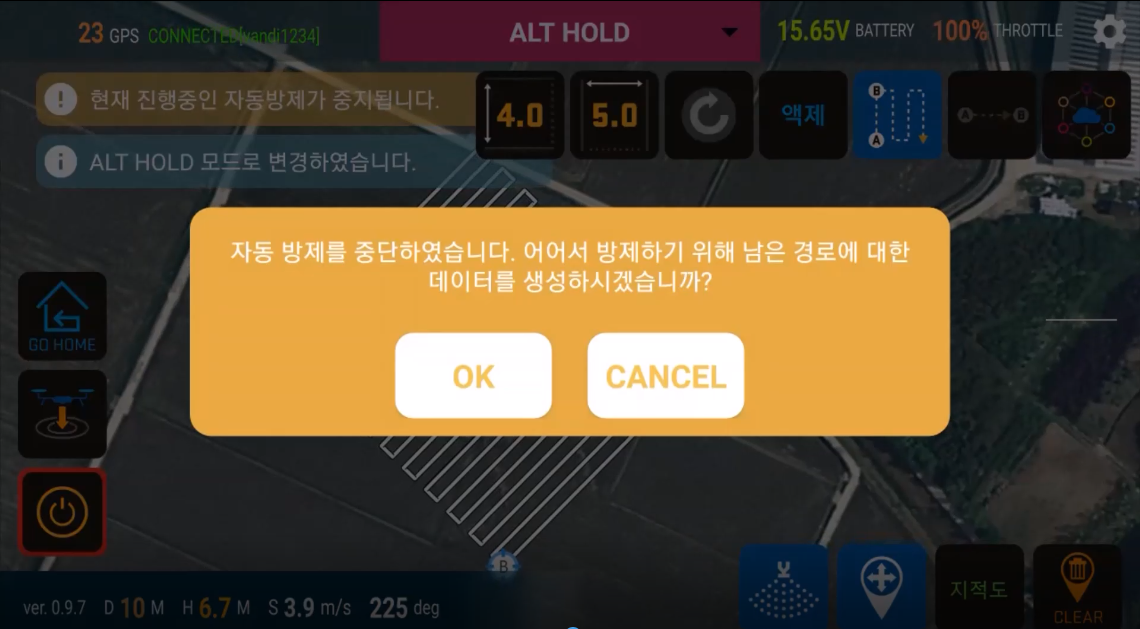 23 GPS CONNECTED[yandi1234]
ALT HOLD
15.65V BATTERY
100% THROTTLE
현재 진행중인 자동방제가 중지됩니다.
4.0
5.0
액제
B
A
A
B
ALT HOLD 모드로 변경하였습니다.
자동 방제를 중단하였습니다. 어어서 방제하기 위해 남은 경로에 대한
데이터를 생성하시겠습니까?
OK
CANCEL
GO HOME
B
지적도
CLEAR
ver. 0.9.7 D 10 M H 6.7 M S 3.9 m/s 225 deg